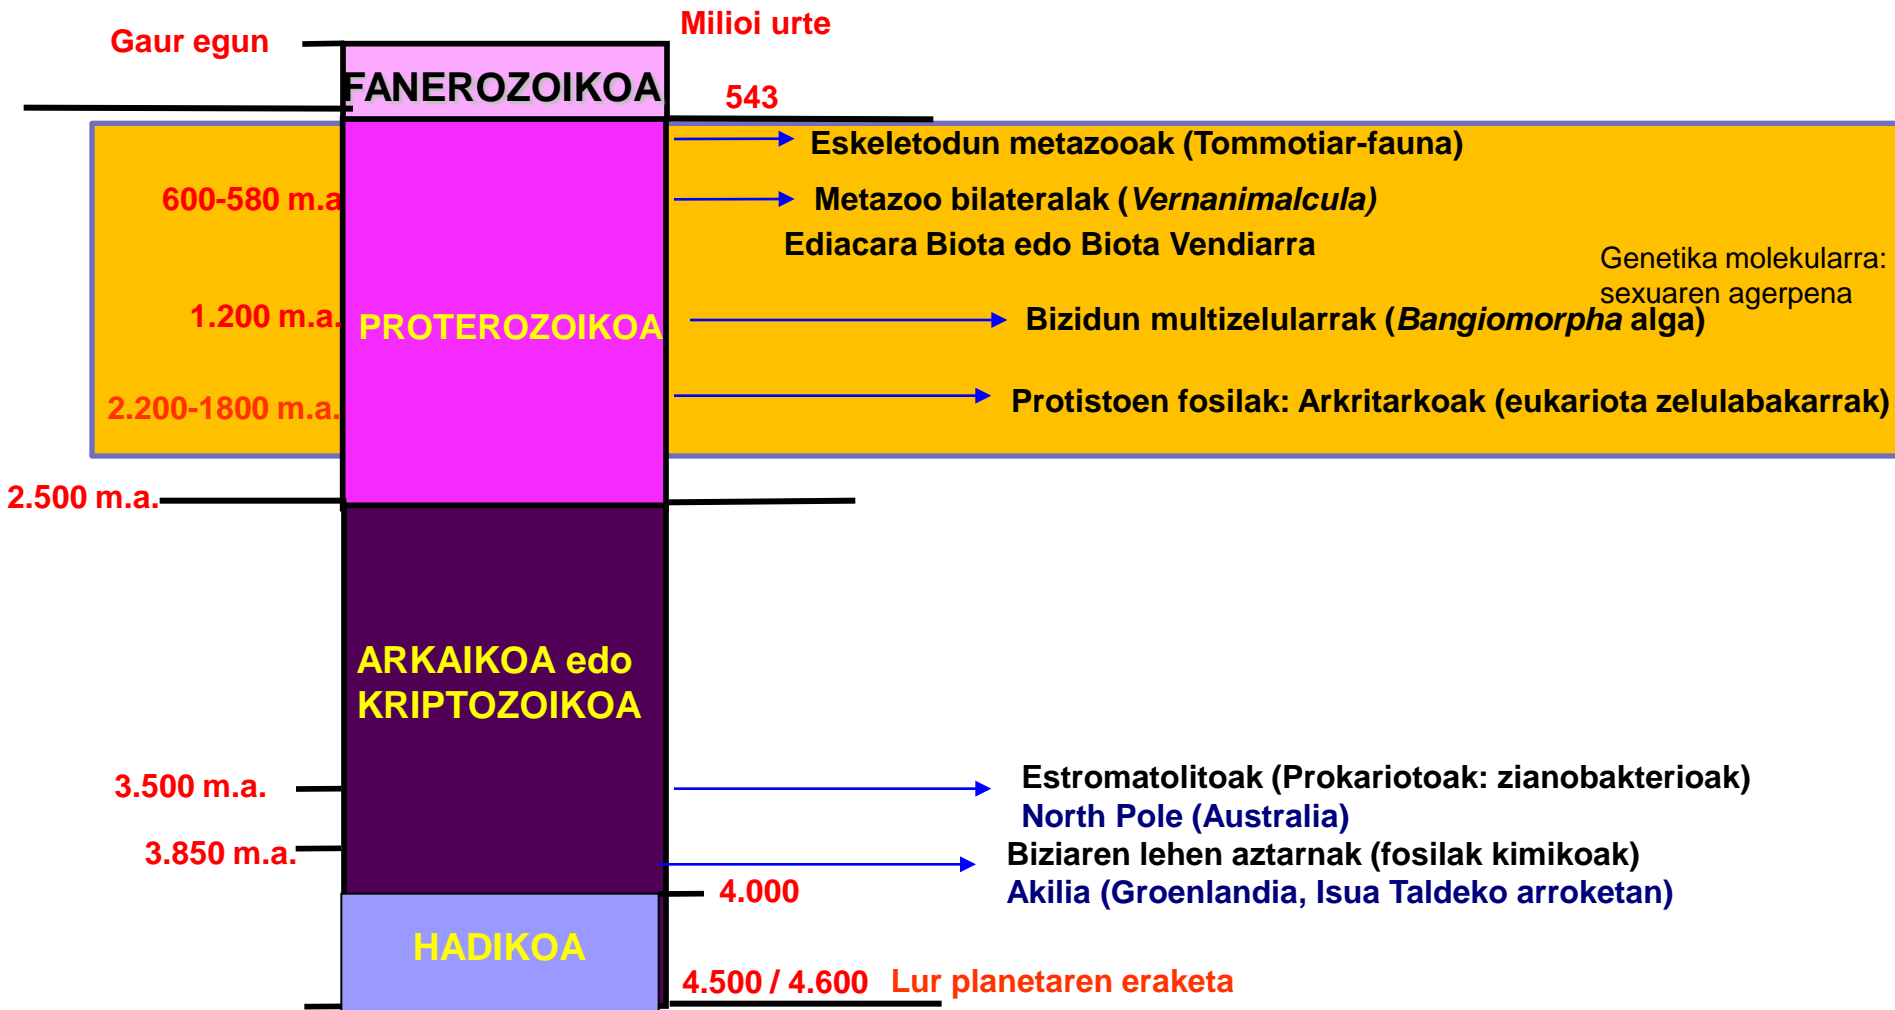 Milioi urte
Gaur egun
FANEROZOIKOA
543
Eskeletodun metazooak (Tommotiar-fauna)
600-580 m.a
Metazoo bilateralak (Vernanimalcula)
Ediacara Biota edo Biota Vendiarra
Genetika molekularra:
sexuaren agerpena
1.200 m.a.
PROTEROZOIKOA
Bizidun multizelularrak (Bangiomorpha alga)
2.200-1800 m.a.
Protistoen fosilak: Arkritarkoak (eukariota zelulabakarrak)
2.500 m.a.
ARKAIKOA edo
KRIPTOZOIKOA
3.500 m.a.
Estromatolitoak (Prokariotoak: zianobakterioak)
North Pole (Australia)
3.850 m.a.
Biziaren lehen aztarnak (fosilak kimikoak)
Akilia (Groenlandia, Isua Taldeko arroketan)
4.000
HADIKOA
4.500 / 4.600 Lur planetaren eraketa